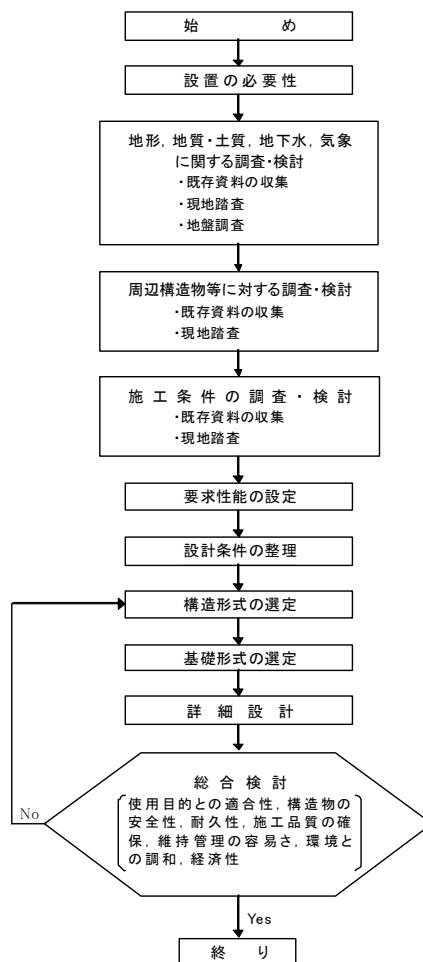 始め
設置の必要性
地形, 地質・土質, 地下水, 気象
に関する調査・検討
・既存資料の収集
・現地踏査
・地盤調査
周辺構造物等に対する調査・検討
・既存資料の収集
・現地踏査
施工条件の調査・検討
・既存資料の収集
・現地踏査
要求性能の設定
設計条件の整理
構造形式の選定
基礎形式の選定
詳細設計
総合検討
使用目的との適合性, 構造物の
安全性, 耐久性, 施工品質の確
保, 維持管理の容易さ, 環境と
の調和, 経済性
No
Yes
終り